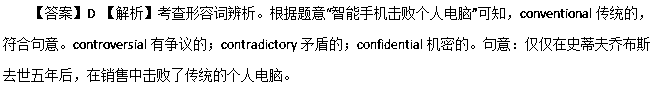 【答案】D 【解析】考查形容词辨析。根据题意“智能手机击败个人电脑”可知，conventional 传统的，
符合句意。controversial 有争议的；contradictory 矛盾的；confidential 机密的。句意：仅仅在史蒂夫乔布斯
去世五年后，在销售中击败了传统的个人电脑。